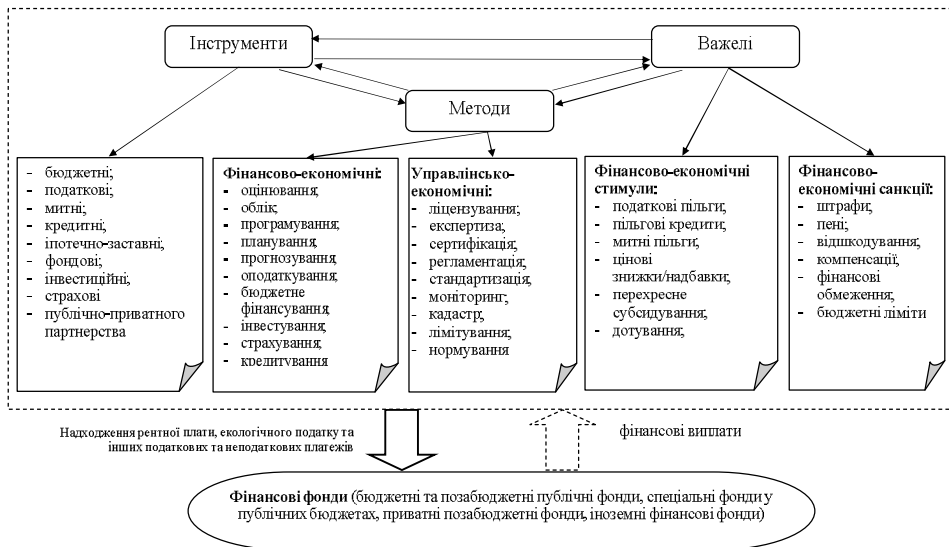 Інструменти
Важелі
Методи
- бюджетні;
- податкові;
- митні;
- кредитні;
- іпотечно-заставні;
- фондові;
- інвестиційні;
- страхові
- публічно-приватного
партнерства
Фінансово-економічні:
- оцінювання;
- облік;
- програмування;
- планування;
- прогнозування;
- оподаткування;
- бюджетне
фінансування;
- інвестування;
- страхування;
- кредитування
Управлінсько-
економічні:
- ліцензування;
- експертиза;
- сертифікація;
- регламентація;
- стандартизація;
- моніторинг;
- кадастр;
- лімітування;
- нормування
Фінансово-економічні
стимули:
- податкові пільги;
- пільгові кредити;
- митні пільги;
- цінові
знижки/надбавки;
- перехресне
субсидування;
- дотування;
Фінансово-
економічні санкції:
- штрафи;
- пені;
- відшкодування;
- компенсації;
- фінансові
обмеження;
- бюджетні ліміти
Надходження рентної плати, екологічного податку та
інших податкових та неподаткових платежів
фінансові виплати
Фінансові фонди (бюджетні та позабюджетні публічні фонди, спеціальні фонди у
публічних бюджетах, приватні позабюджетні фонди, іноземні фінансові фонди)